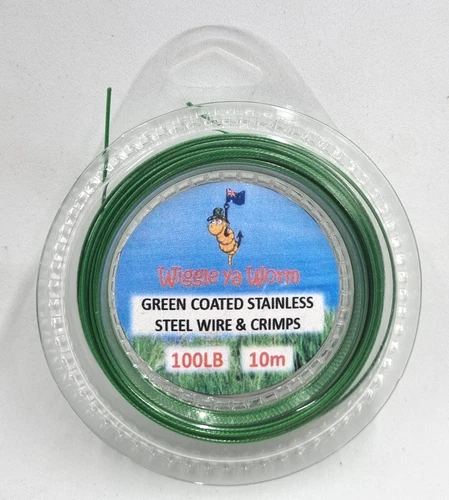 Wiggle Ya Worm
GREEN COATED STAINLESS
STEEL WIRE & CRIMPS
100LB 10m